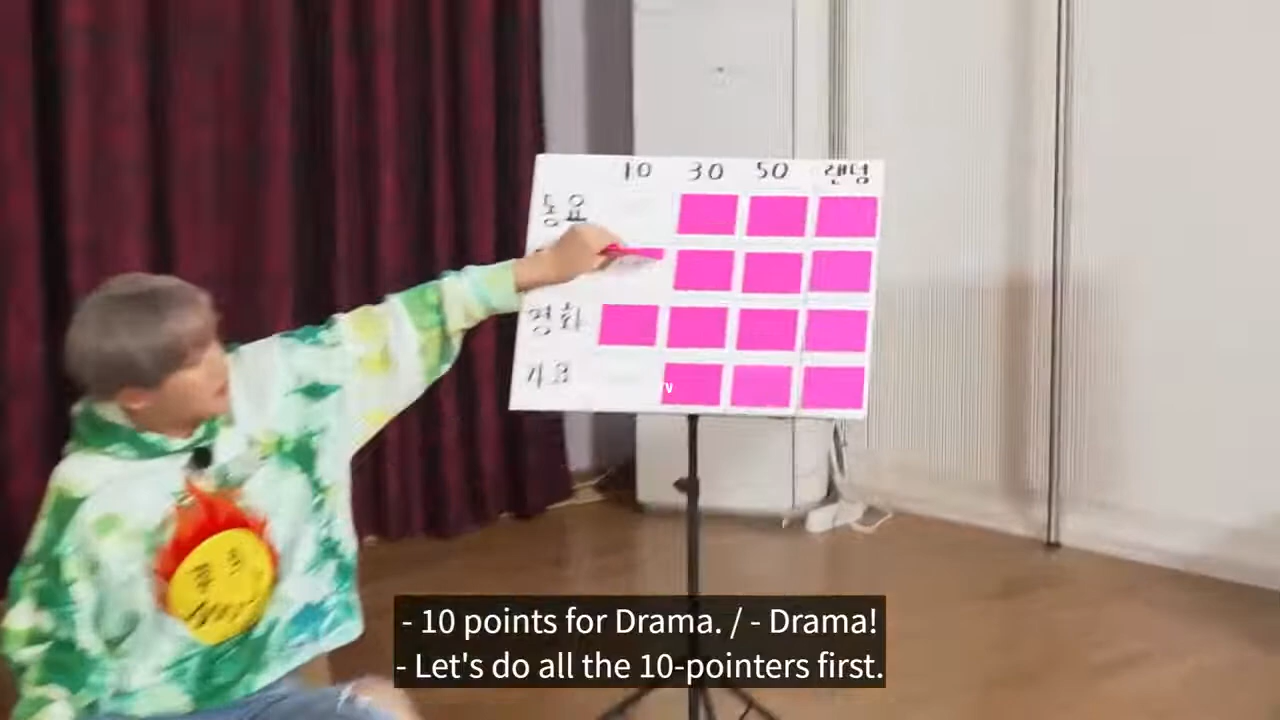 10 30 50 랜덤
동요
영화
가요
- 10 points for Drama. / - Drama!
- Let's do all the 10-pointers first.